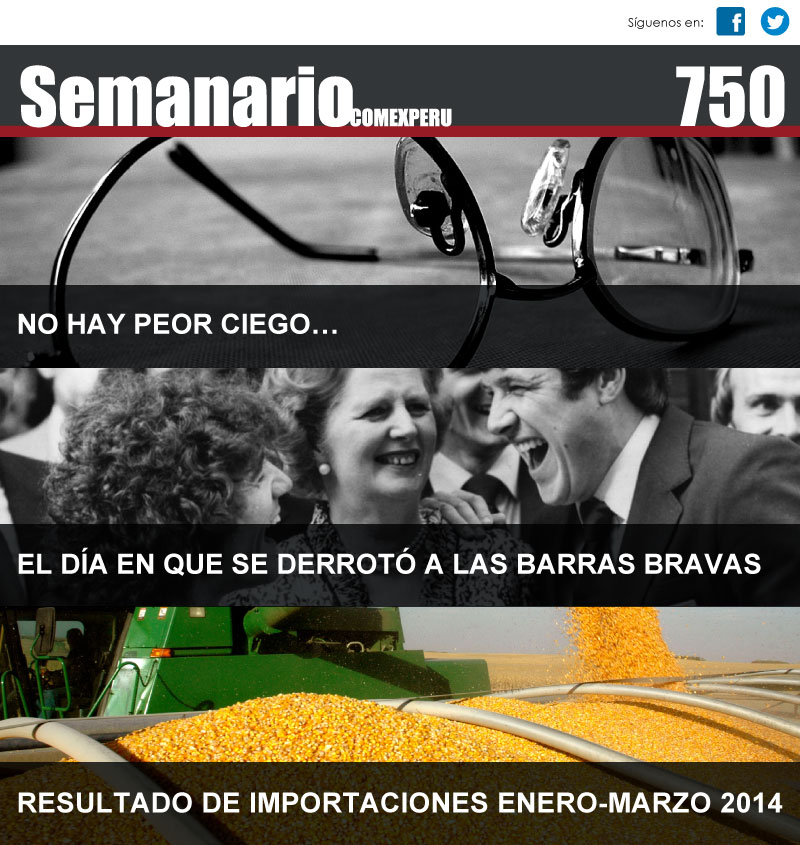 Síguenos en:
Semanario COMEXPERU 750
NO HAY PEOR CIEGO...
EL DÍA EN QUE SE DERROTÓ A LAS BARRAS BRAVAS
RESULTADO DE IMPORTACIONES ENERO-MARZO 2014